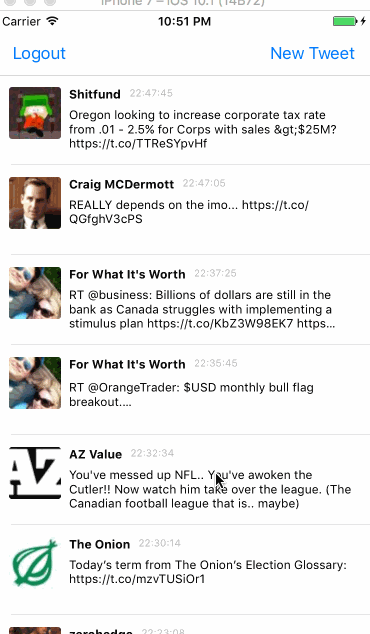 iPhone 7 – iOS 10.1 (14B72)
Carrier 10:51 PM
Logout New Tweet
Shitfund 22:47:45
Oregon looking to increase corporate tax rate
from .01 - 2.5% for Corps with sales &gt;$25M?
https://t.co/TTReSYpvHf
Craig MCDermott 22:47:05
REALLY depends on the imo... https://t.co/
QGfghV3cPS
For What It's Worth 22:37:25
RT @business: Billions of dollars are still in the
bank as Canada struggles with implementing a
stimulus plan https://t.co/KbZ3W98EK7 https...
For What It's Worth 22:35:45
RT @OrangeTrader: $USD monthly bull flag
breakout....
AZ Value 22:32:34
AZ
You've messed up NFL.. You've awoken the
Cutler!! Now watch him take over the league. (The
Canadian football league that is.. maybe)
The Onion 22:30:14
Today's term from The Onion's Election Glossary:
https://t.co/mzvTUSiOr1
zerohedge 22:23:08